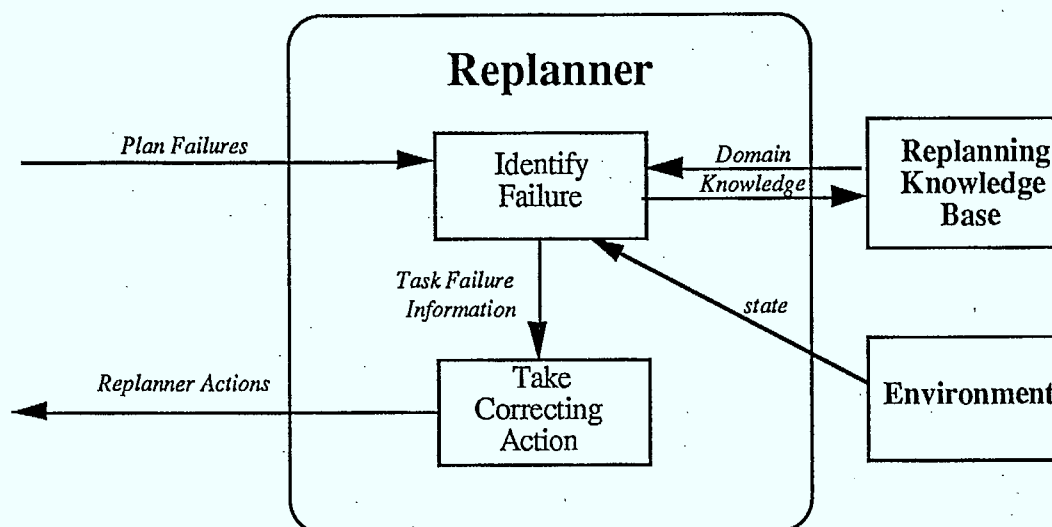 Replanner
Plan Failures
Identify
Failure
Domain
Knowledge
Replanning
Knowledge
Base
Task Failure
Information
state
Replanner Actions
Take
Correcting
Action
Environment